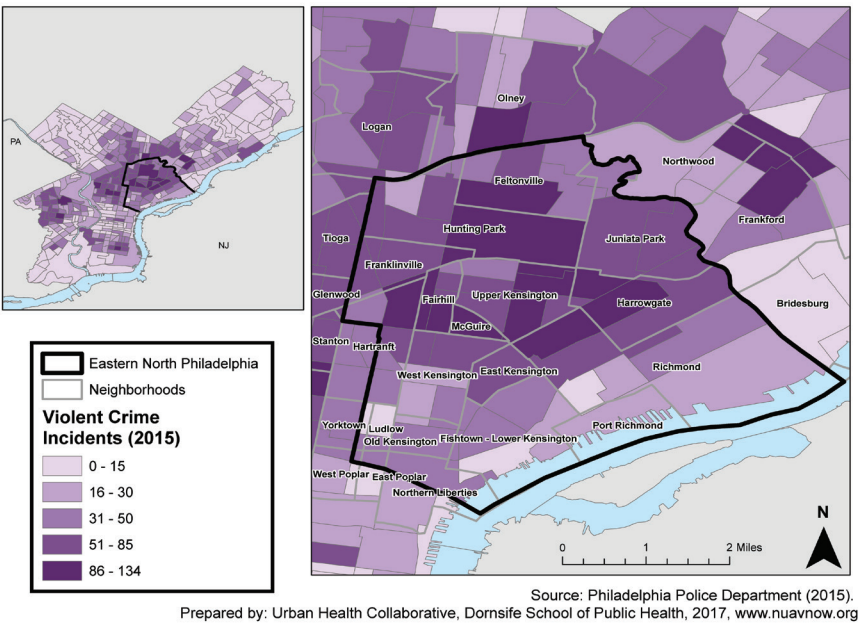 PA
NJ
Olney
Logan
Northwood
Feltonville
Frankford
Hunting Park
Juniata Park
Tioga
Franklinville
Glenwood
Fairhill
Upper Kensington
Harrowgate
Bridesburg
McGuire
Stanton
Hartranft
Richmond
West Kensington
East Kensington
Yorktown
Ludlow
Old Kensington
Fishtown - Lower Kensington
Port Richmond
West Poplar
East Poplar
Northern Liberties
N
0 1 2 Miles
Eastern North Philadelphia
Neighborhoods
Violent Crime
Incidents (2015)
0 - 15
16 - 30
31 - 50
51 - 85
86 - 134
Source: Philadelphia Police Department (2015).
Prepared by: Urban Health Collaborative, Dornsife School of Public Health, 2017, www.nuavnow.org